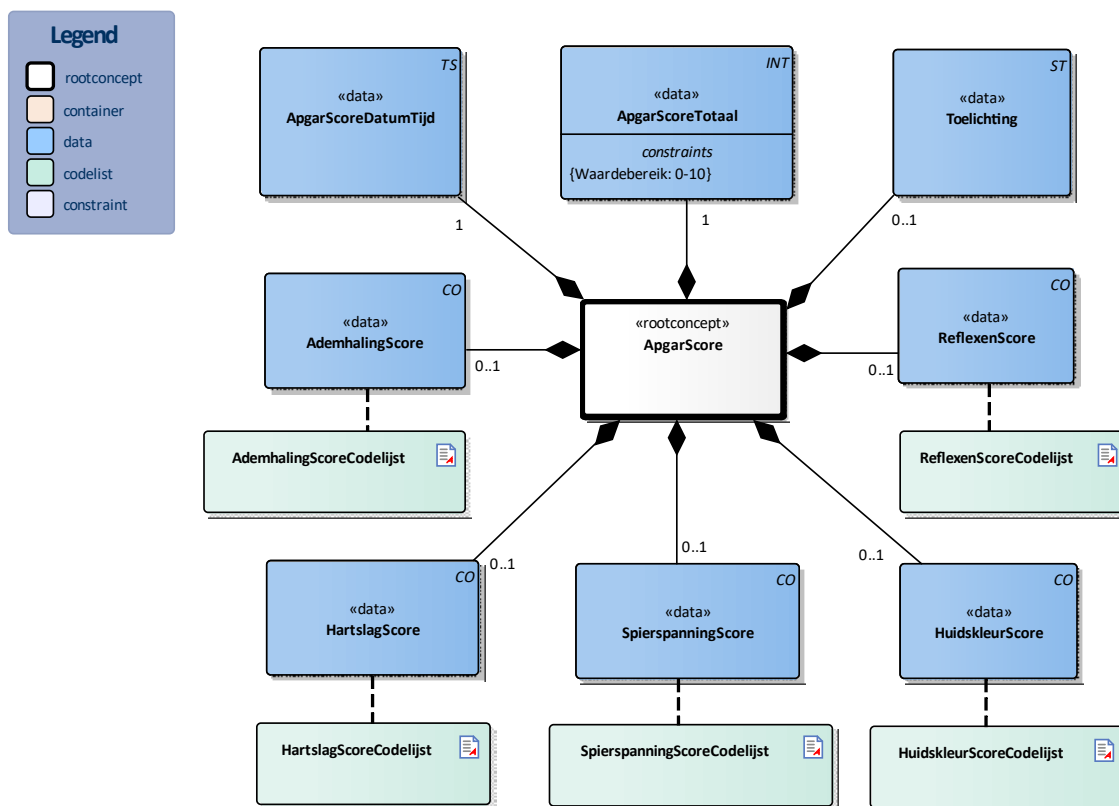 Legend
rootconcept
container
data
codelist
constraint
TS
«data»
ApgarScoreDatumTijd
1
INT
«data»
ApgarScoreTotaal
constraints
{Waardebereik: 0-10}
1
ST
«data»
Toelichting
0..1
CO
«data»
AdemhalingScore
0..1
«rootconcept»
ApgarScore
CO
«data»
ReflexenScore
0..1
AdemhalingScoreCodelijst
ReflexenScoreCodelijst
CO
«data»
HartslagScore
0..1
CO
«data»
SpierspanningScore
0..1
CO
«data»
HuidskleurScore
0..1
HartslagScoreCodelijst
SpierspanningScoreCodelijst
HuidskleurScoreCodelijst